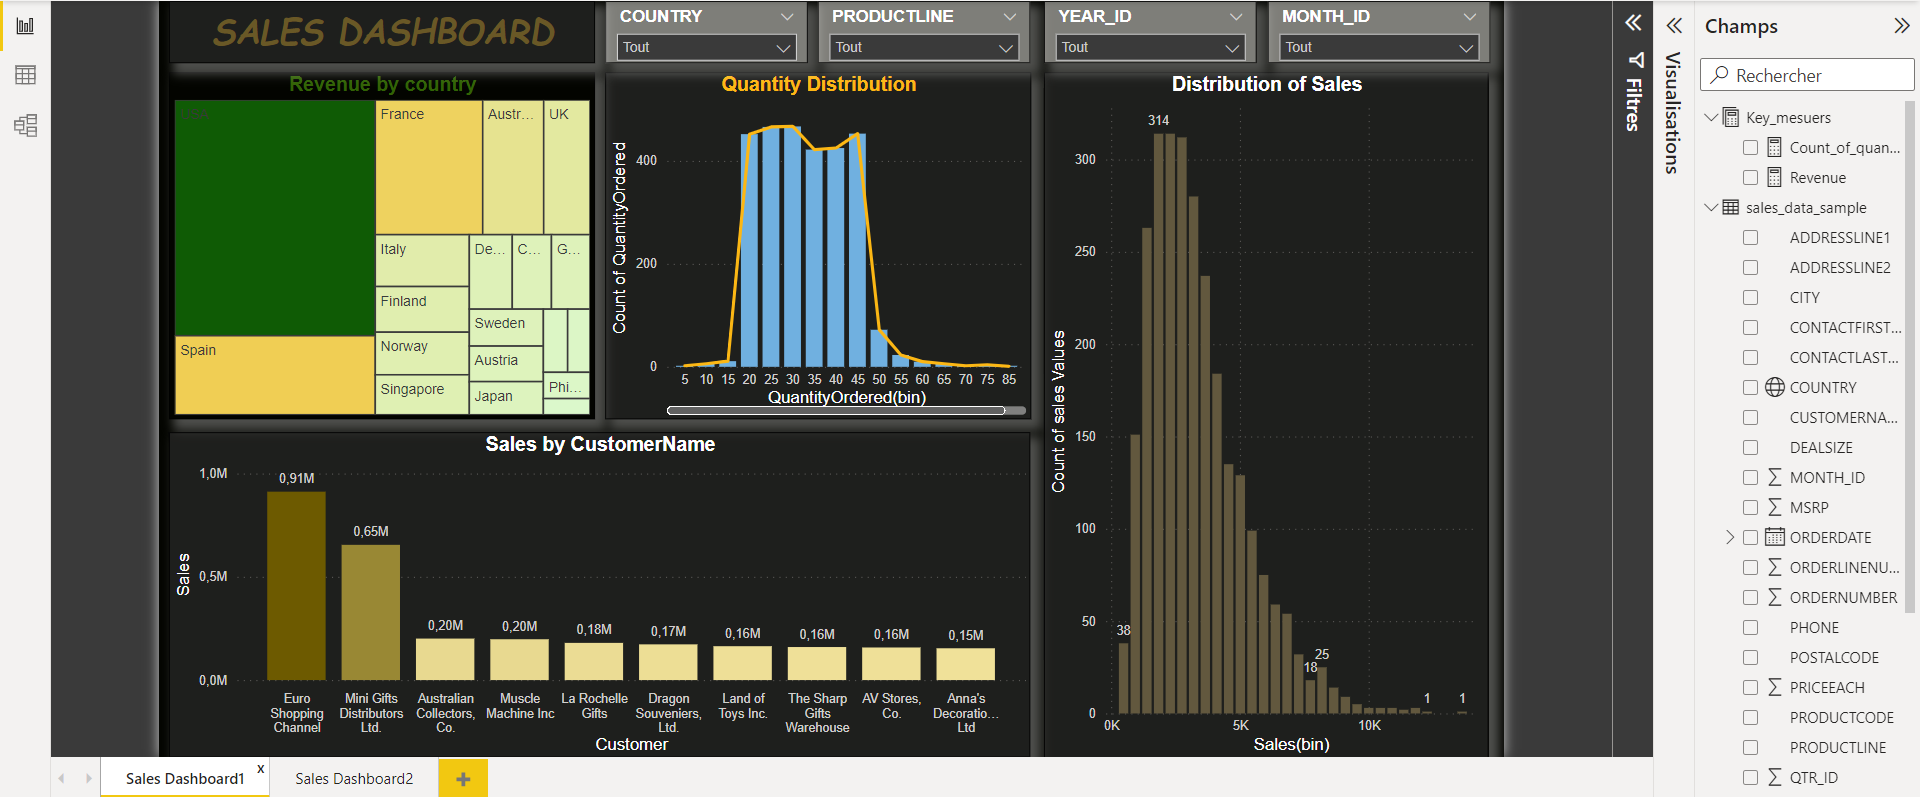 SALES DASHBOARD
COUNTRY
Tout
PRODUCTLINE
Tout
YEAR_ID
Tout
MONTH_ID
Tout
Revenue by country
France
Austr...
UK
Spain
Italy
De...
C...
G...
Finland
Sweden
Norway
Austria
Singapore
Japan
Phi...
Quantity Distribution
Count of QuantityOrdered
400
200
0
5 10 15 20 25 30 35 40 45 50 55 60 65 70 75 85
QuantityOrdered(bin)
Distribution of Sales
Count of sales Values
300
250
200
150
100
50
0
314
38
18
25
1
1
0K 5K 10K
Sales(bin)
Sales by CustomerName
Sales
1,0M
0,5M
0,0M
0,91M
0,65M
0,20M
0,20M
0,18M
0,17M
0,16M
0,16M
0,16M
0,15M
Euro
Shopping
Channel
Mini Gifts
Distributors
Ltd.
Australian
Collectors,
Co.
Muscle
Machine Inc
La Rochelle
Gifts
Dragon
Souveniers,
Ltd.
Land of
Toys Inc.
The Sharp
Gifts
Warehouse
AV Stores,
Co.
Anna's
Decoratio...
Ltd
Customer
Sales Dashboard1
x
Sales Dashboard2
+
Filtres
Visualisations
Champs
Rechercher
Key_mesuers
Count_of_quan...
Revenue
sales_data_sample
ADDRESSLINE1
ADDRESSLINE2
CITY
CONTACTFIRST...
CONTACTLAST...
COUNTRY
CUSTOMERNA...
DEALSIZE
MONTH_ID
MSRP
ORDERDATE
ORDERLINENU...
ORDERNUMBER
PHONE
POSTALCODE
PRICEEACH
PRODUCTCODE
PRODUCTLINE
QTR_ID